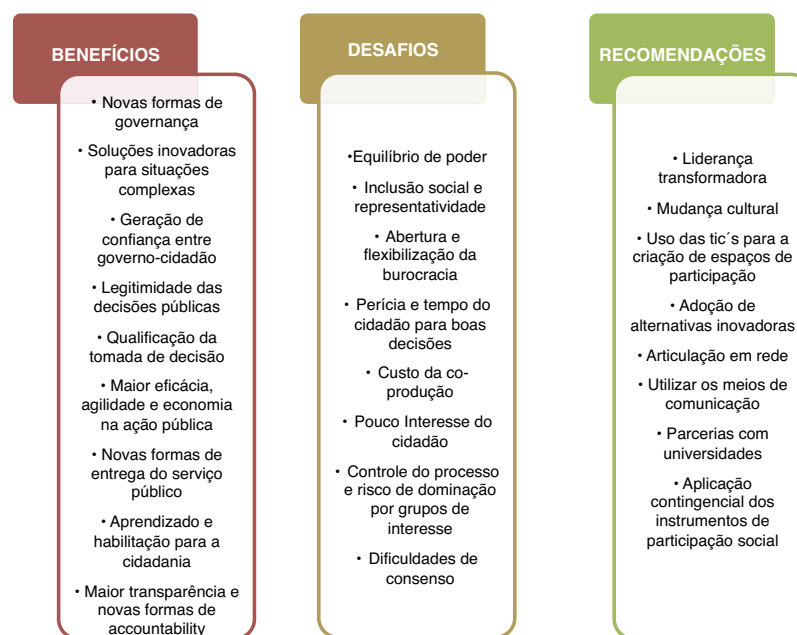 BENEFÍCIOS
• Novas formas de
governança
• Soluções inovadoras
para situações
complexas
• Geração de
confiança entre
governo-cidadão
• Legitimidade das
decisões públicas
• Qualificação da
tomada de decisão
• Maior eficácia,
agilidade e economia
na ação pública
• Novas formas de
entrega do serviço
público
• Aprendizado e
habilitação para a
cidadania
• Maior transparência e
novas formas de
accountability
DESAFIOS
•Equilíbrio de poder
• Inclusão social e
representatividade
• Abertura e
flexibilização da
burocracia
• Perícia e tempo do
cidadão para boas
decisões
• Custo da co-
produção
• Pouco Interesse do
cidadão
• Controle do processo
e risco de dominação
por grupos de
interesse
• Dificuldades de
consenso
RECOMENDAÇÕES
• Liderança
transformadora
• Mudança cultural
• Uso das tic´s para a
criação de espaços de
participação
• Adoção de
alternativas inovadoras
• Articulação em rede
• Utilizar os meios de
comunicação
• Parcerias com
universidades
• Aplicação
contingencial dos
instrumentos de
participação social